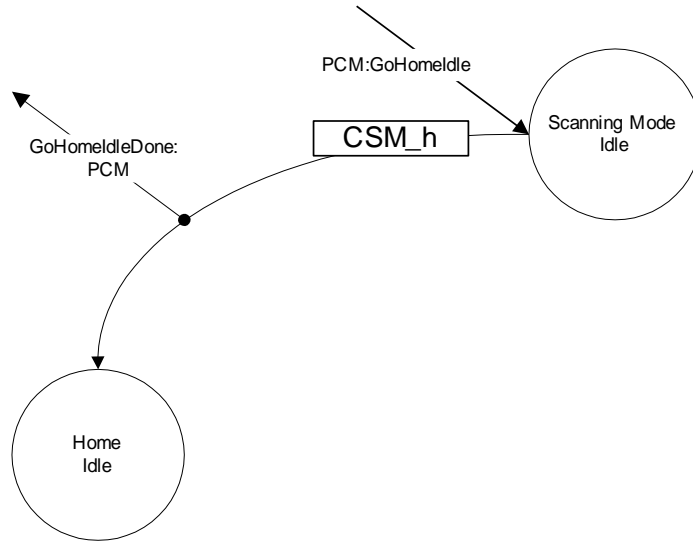 PCM:GoHomeIdle
Scanning Mode
Idle
CSM_h
GoHomeIdleDone:
PCM
Home
Idle